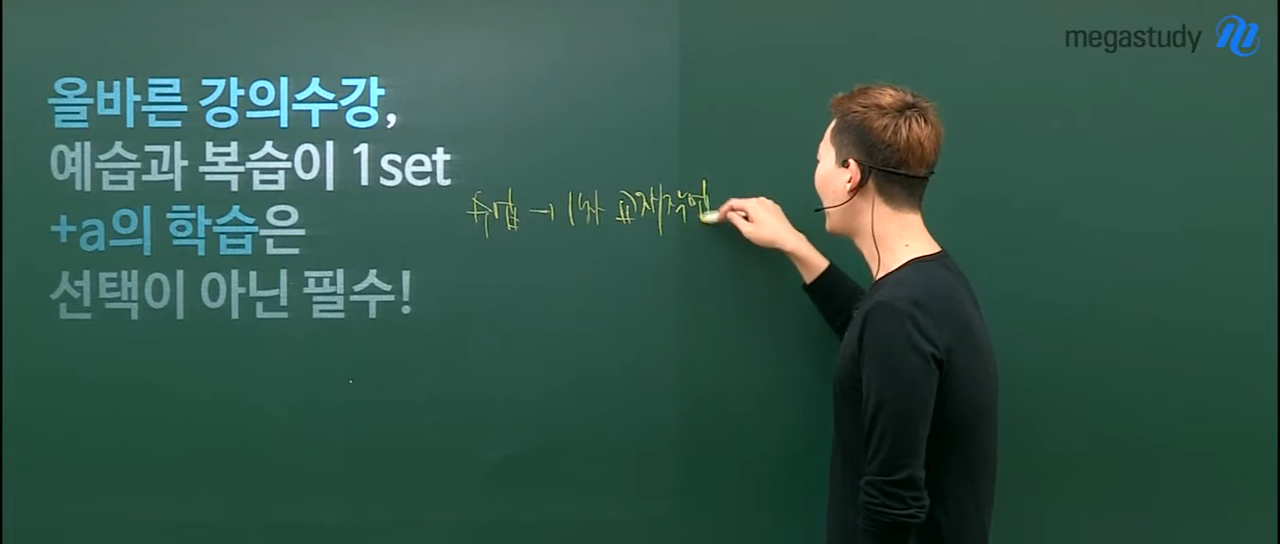 megastudy
올바른 강의수강,
예습과 복습이 1set
+a의 학습은
선택이 아닌 필수!
수업 → 1차 교재작업